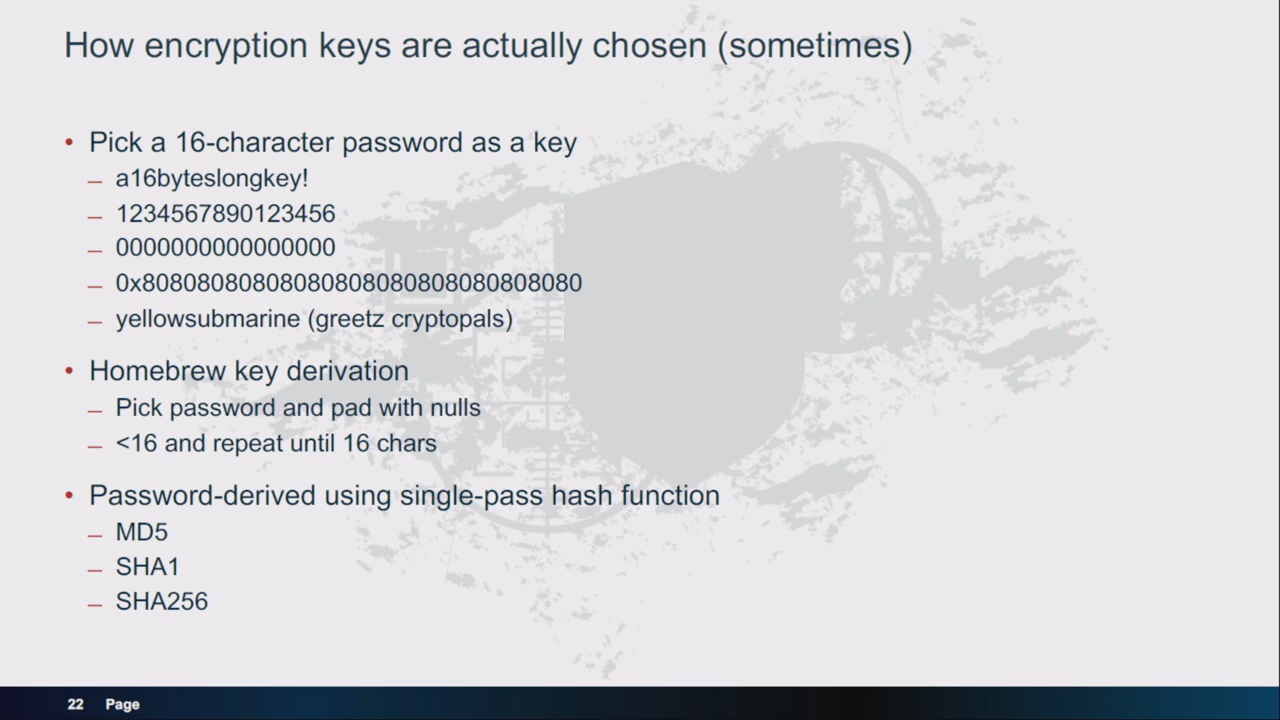 How encryption keys are actually chosen (sometimes)
• Pick a 16-character password as a key
– a16byteslongkey!
– 1234567890123456
– 0000000000000000
– 0x80808080808080808080808080808080
– yellowsubmarine (greetz cryptopals)
• Homebrew key derivation
– Pick password and pad with nulls
– <16 and repeat until 16 chars
• Password-derived using single-pass hash function
– MD5
– SHA1
– SHA256
22 Page